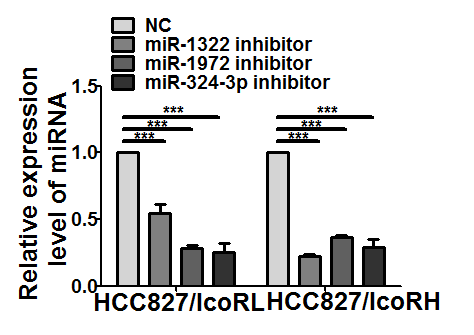 NC
miR-1322 inhibitor
miR-1972 inhibitor
miR-324-3p inhibitor
Relative expression
level of miRNA
1.5
1.0
0.5
0.0
***
***
***
***
***
***
HCC827/IcoRL
HCC827/IcoRH